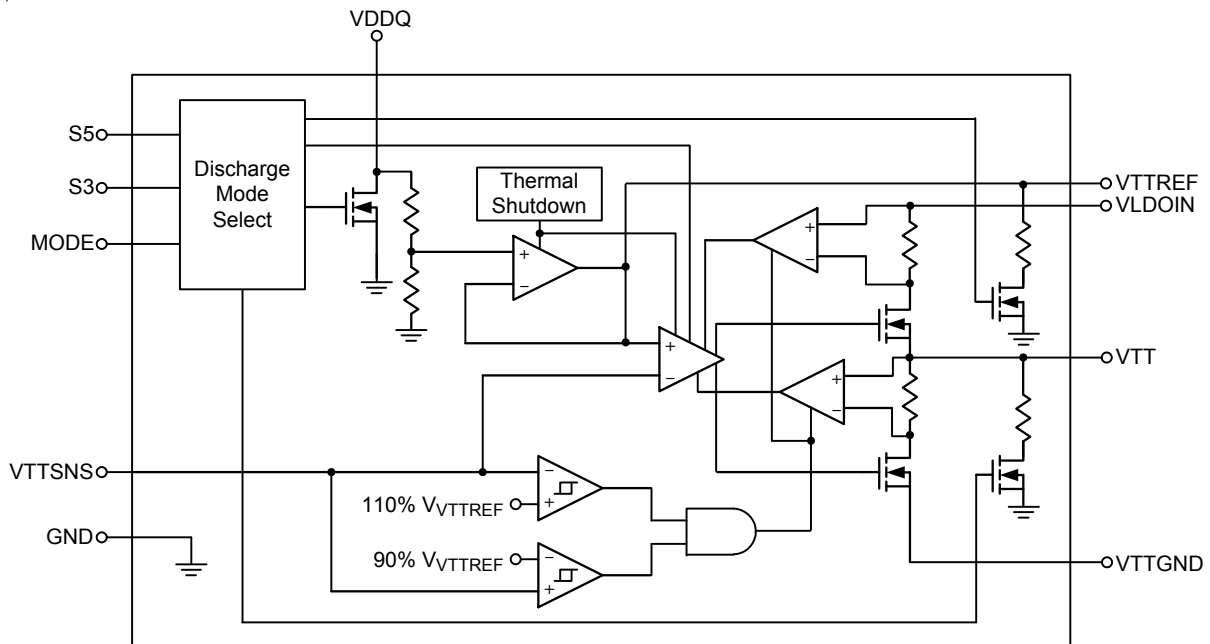 VDDQ
S5
S3
MODE
Discharge
Mode
Select
Thermal
Shutdown
+
−
+
−
+
−
+
−
VTTREF
VLDOIN
VTT
VTTSNS
GND
110% VVTTREF
−
+
90% VVTTREF
−
+
VTTGND